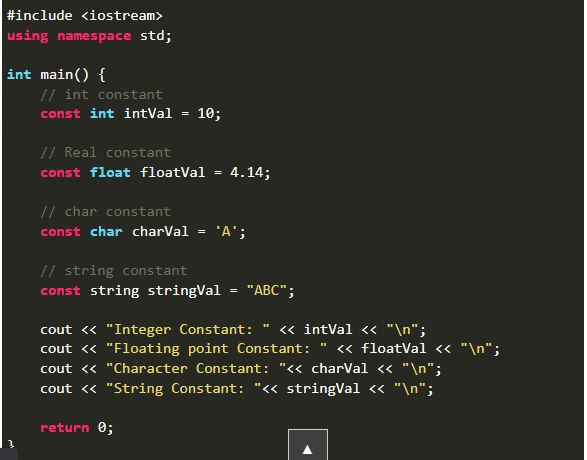 #include <iostream>
using namespace std;

int main() {
    // int constant
    const int intVal = 10;

    // Real constant
    const float floatVal = 4.14;

    // char constant
    const char charVal = 'A';

    // string constant
    const string stringVal = "ABC";

    cout << "Integer Constant: " << intVal << "\n";
    cout << "Floating point Constant: " << floatVal << "\n";
    cout << "Character Constant: "<< charVal << "\n";
    cout << "String Constant: "<< stringVal << "\n";

    return 0;
}